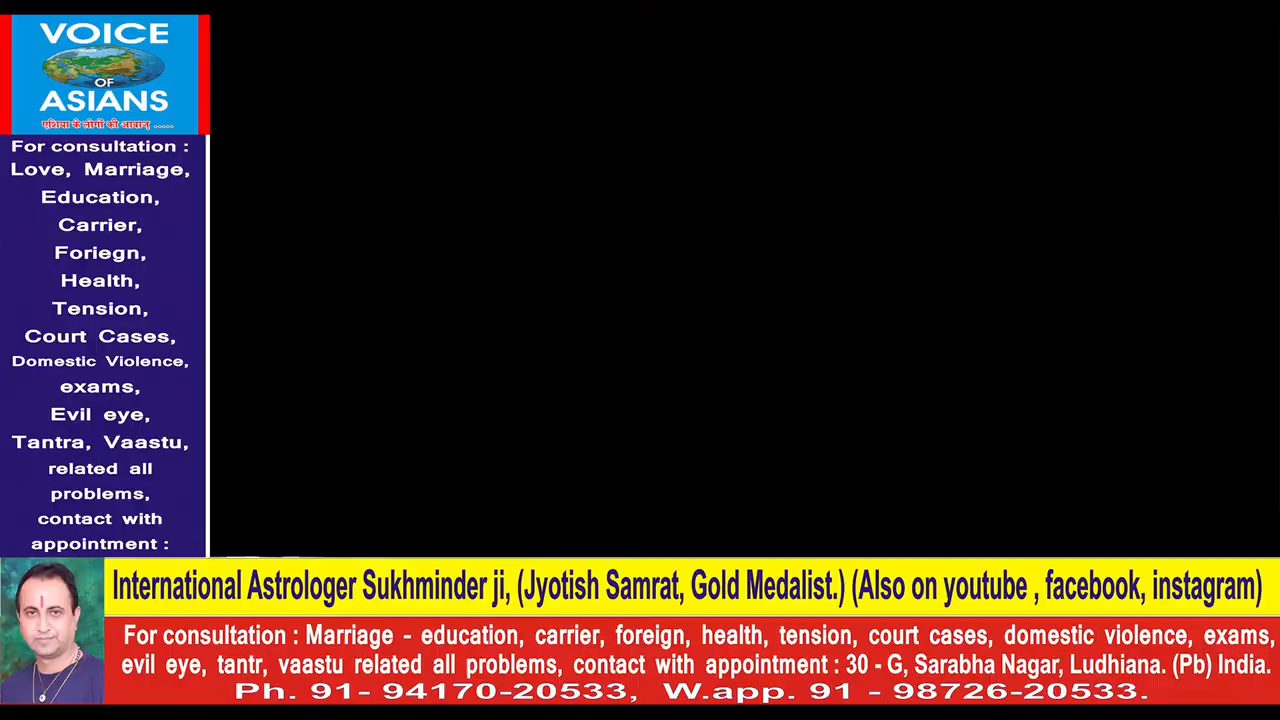 VOICE
OF
ASIANS
एशिया के लोगों की आवाज़ .....
For consultation :
Love, Marriage,
Education,
Carrier,
Foriegn,
Health,
Tension,
Court Cases,
Domestic Violence,
exams,
Evil eye,
Tantra, Vaastu,
related all
problems,
contact with
appointment :
International Astrologer Sukhminder ji, (Jyotish Samrat, Gold Medalist.) (Also on youtube , facebook, instagram)
For consultation : Marriage - education, carrier, foreign, health, tension, court cases, domestic violence, exams,
evil eye, tantr, vaastu related all problems, contact with appointment : 30 - G, Sarabha Nagar, Ludhiana. (Pb) India.
Ph. 91- 94170-20533, W.app. 91 - 98726-20533.